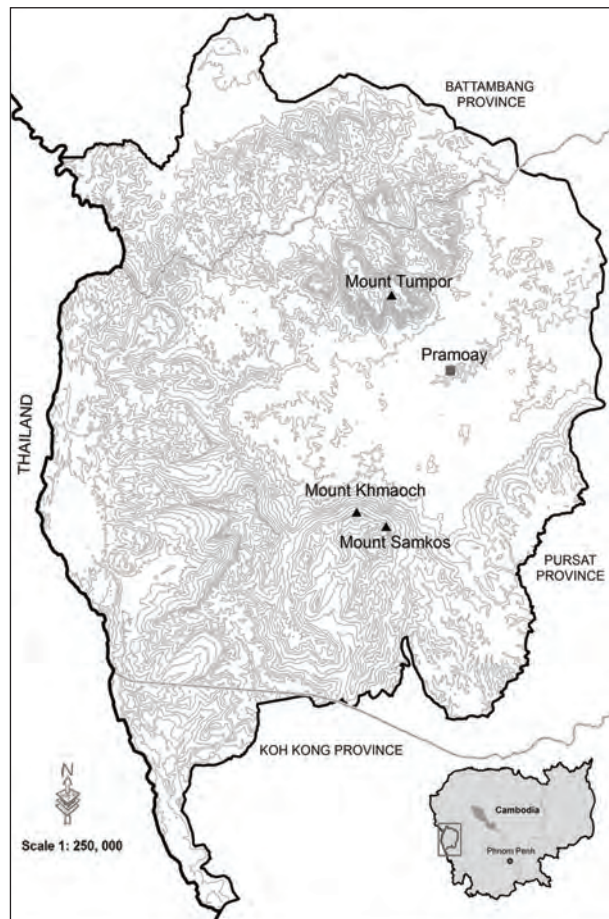 BATTAMBANG
PROVINCE
Mount Tumpor
Pramoay
THAILAND
Mount Khmaoch
Mount Samkos
PURSAT
PROVINCE
KOH KONG PROVINCE
N
Scale 1: 250, 000
Cambodia
Phnom Penh